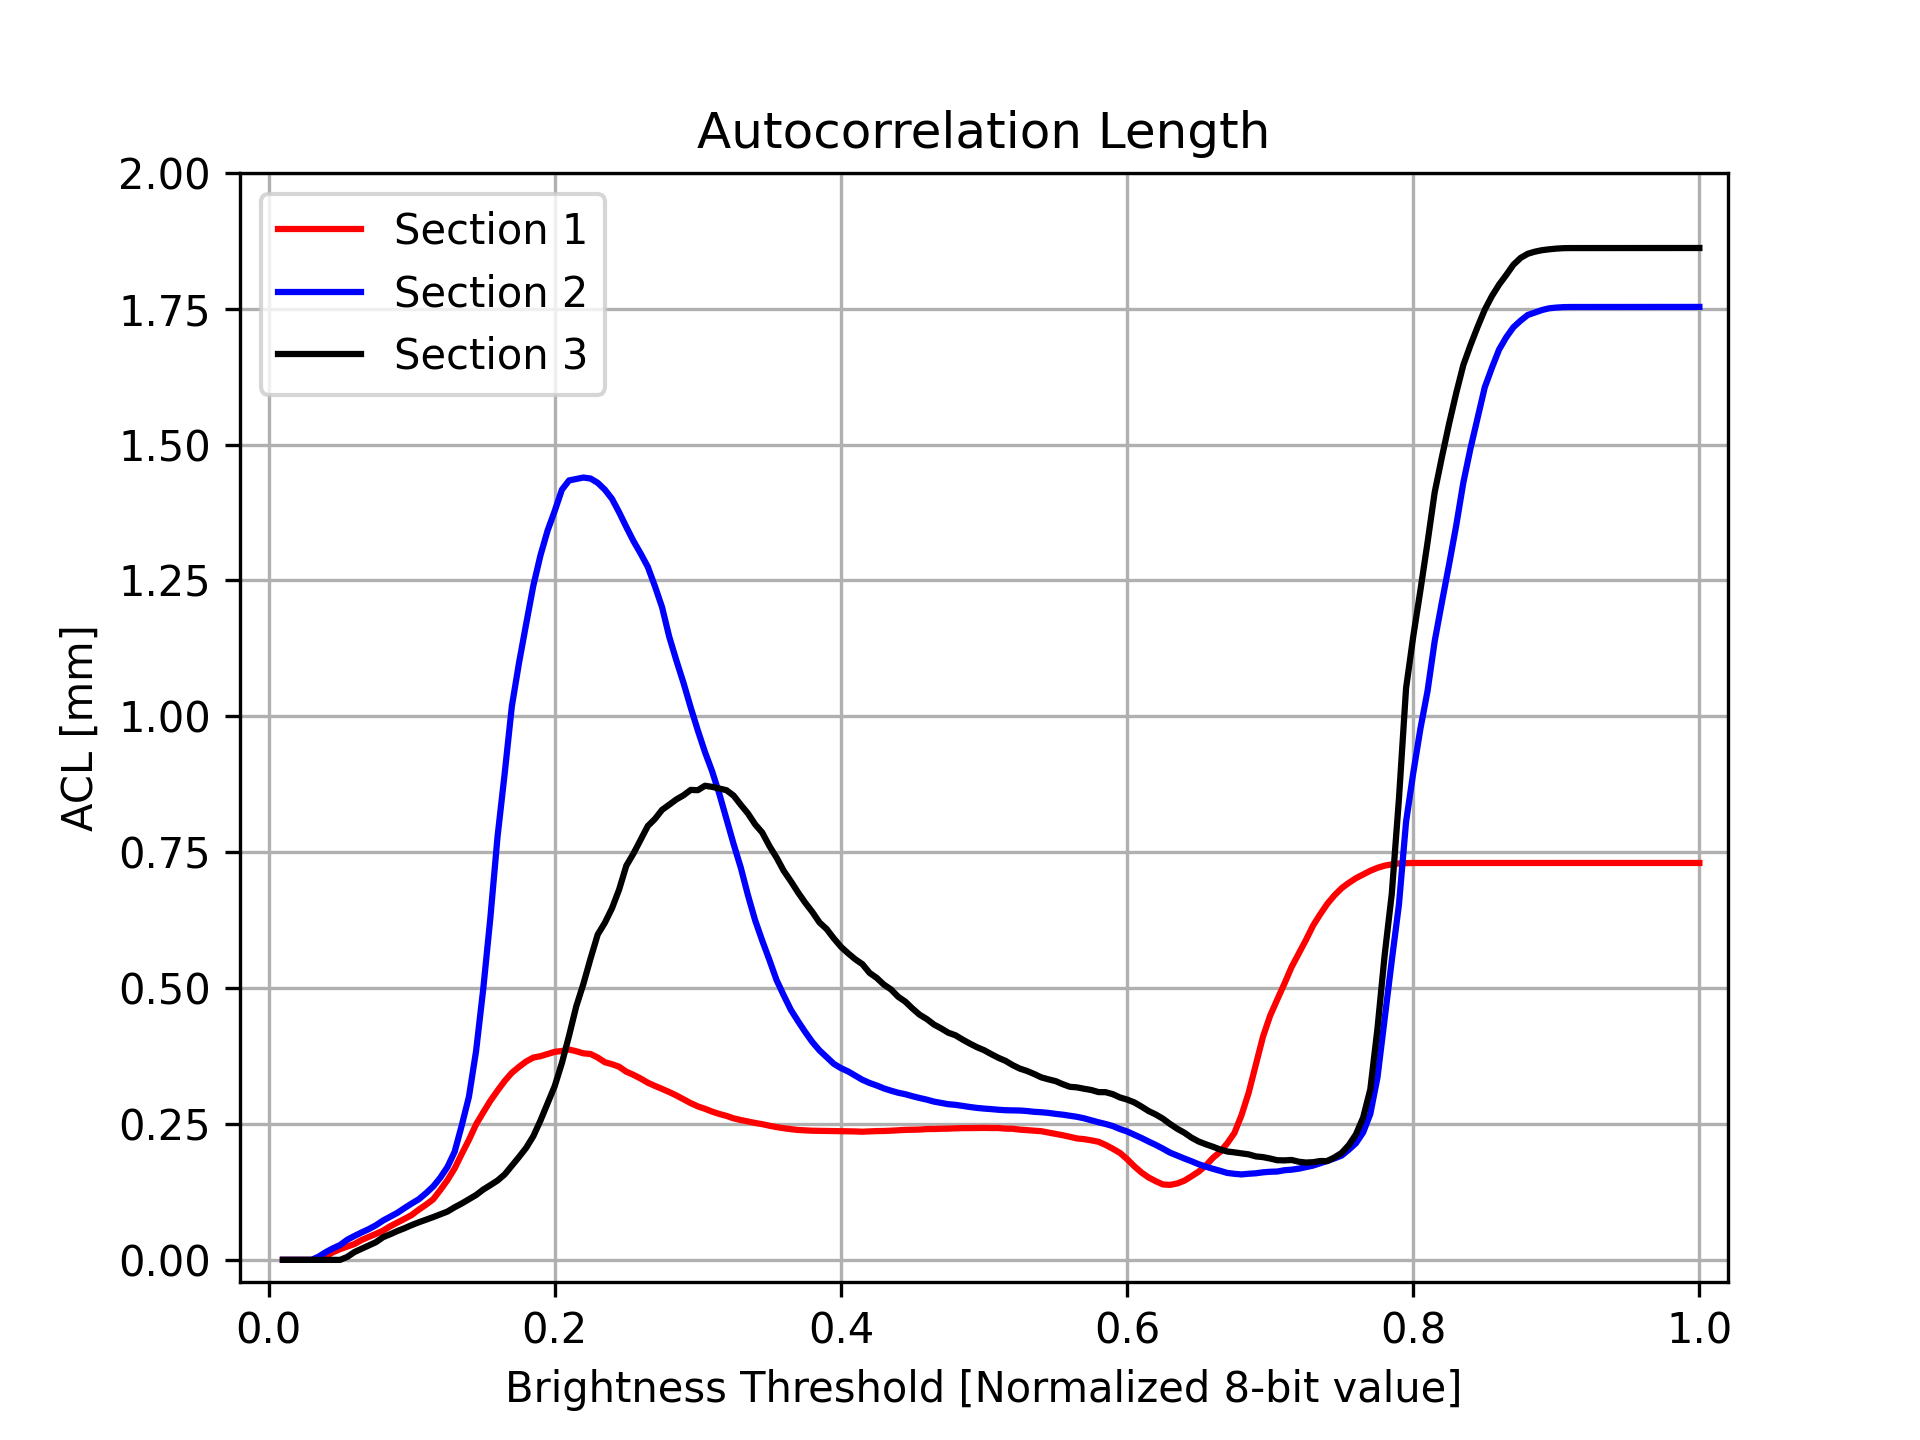 Autocorrelation Length
Section 1
Section 2
Section 3
2.00
1.75
1.50
1.25
1.00
0.75
0.50
0.25
0.00
ACL [mm]
0.0 0.2 0.4 0.6 0.8 1.0
Brightness Threshold [Normalized 8-bit value]